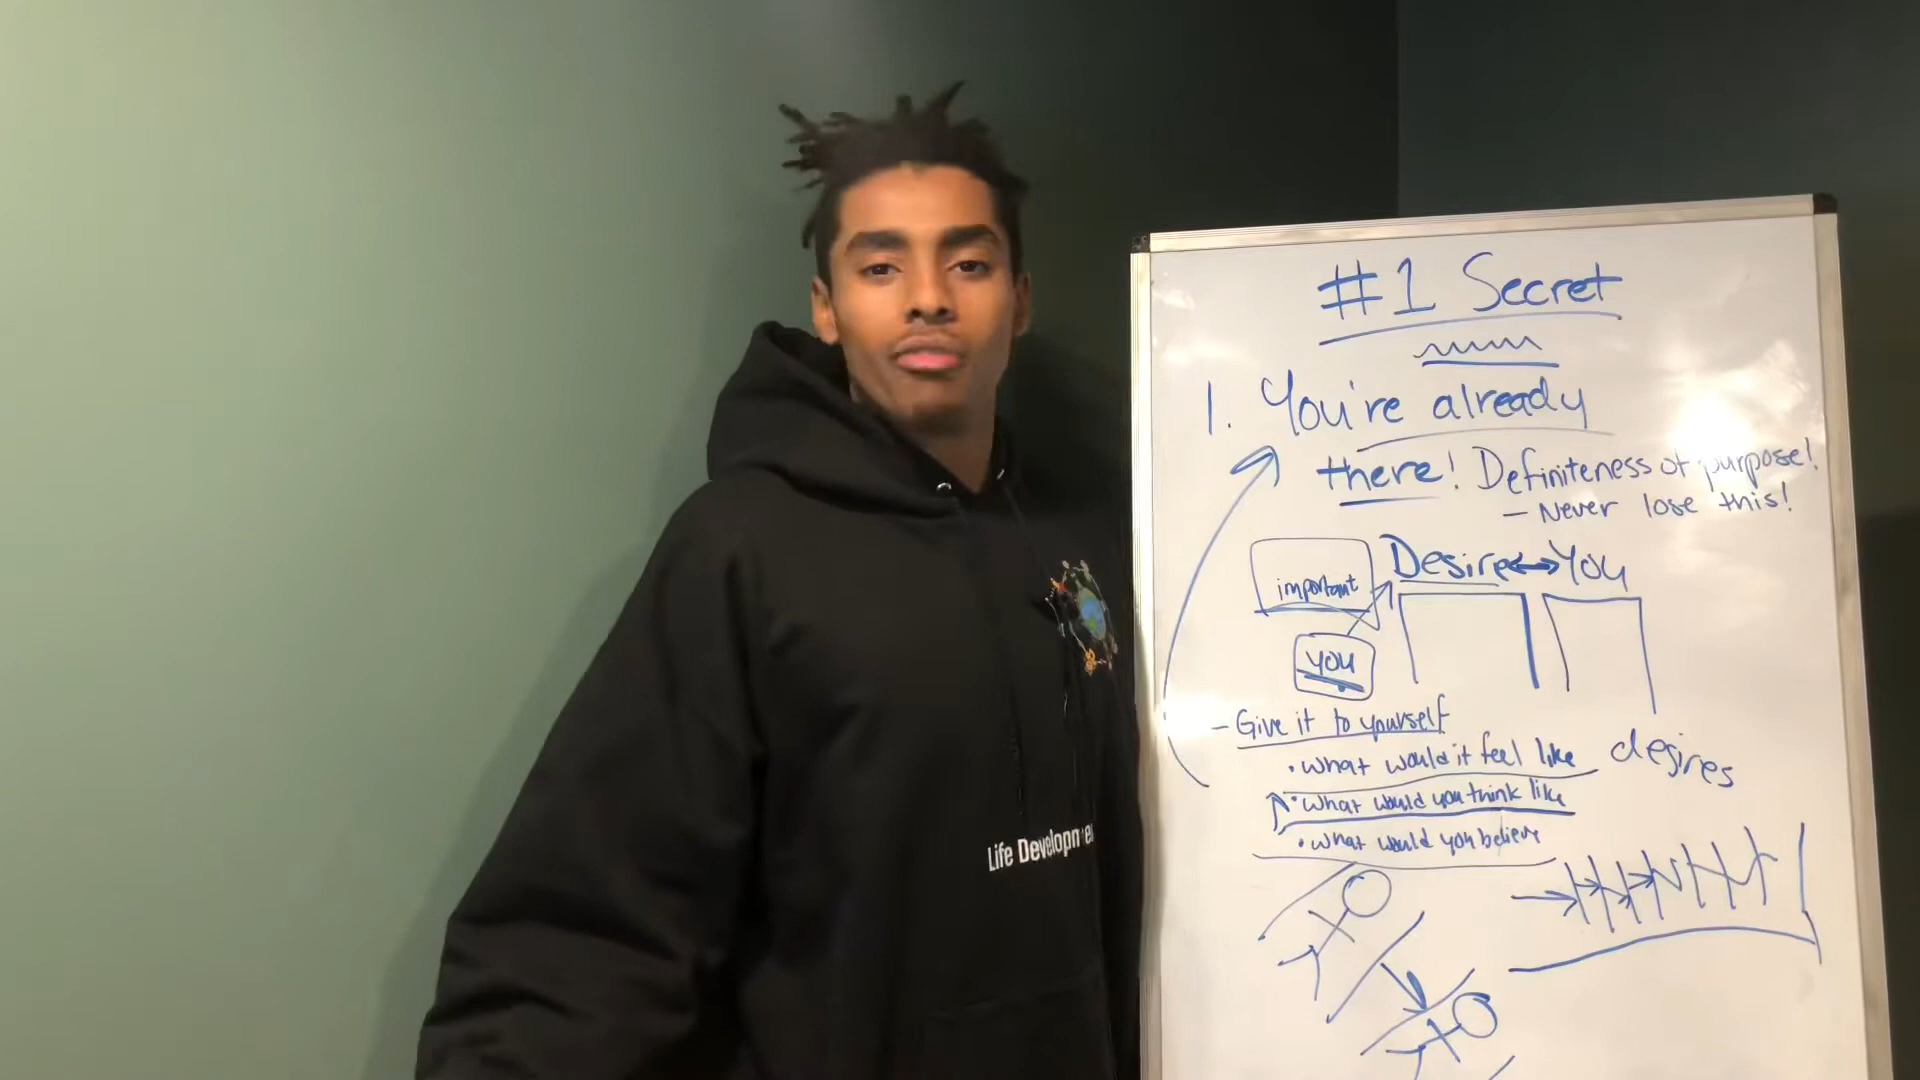 #1 Secret
1. You're already
there! Definiteness of purpose!
- Never lose this!
important
Desire ↔ You
you
- Give it to yourself
• What would it feel like
desires
• What would you think like
• What would you believe
Life Developme